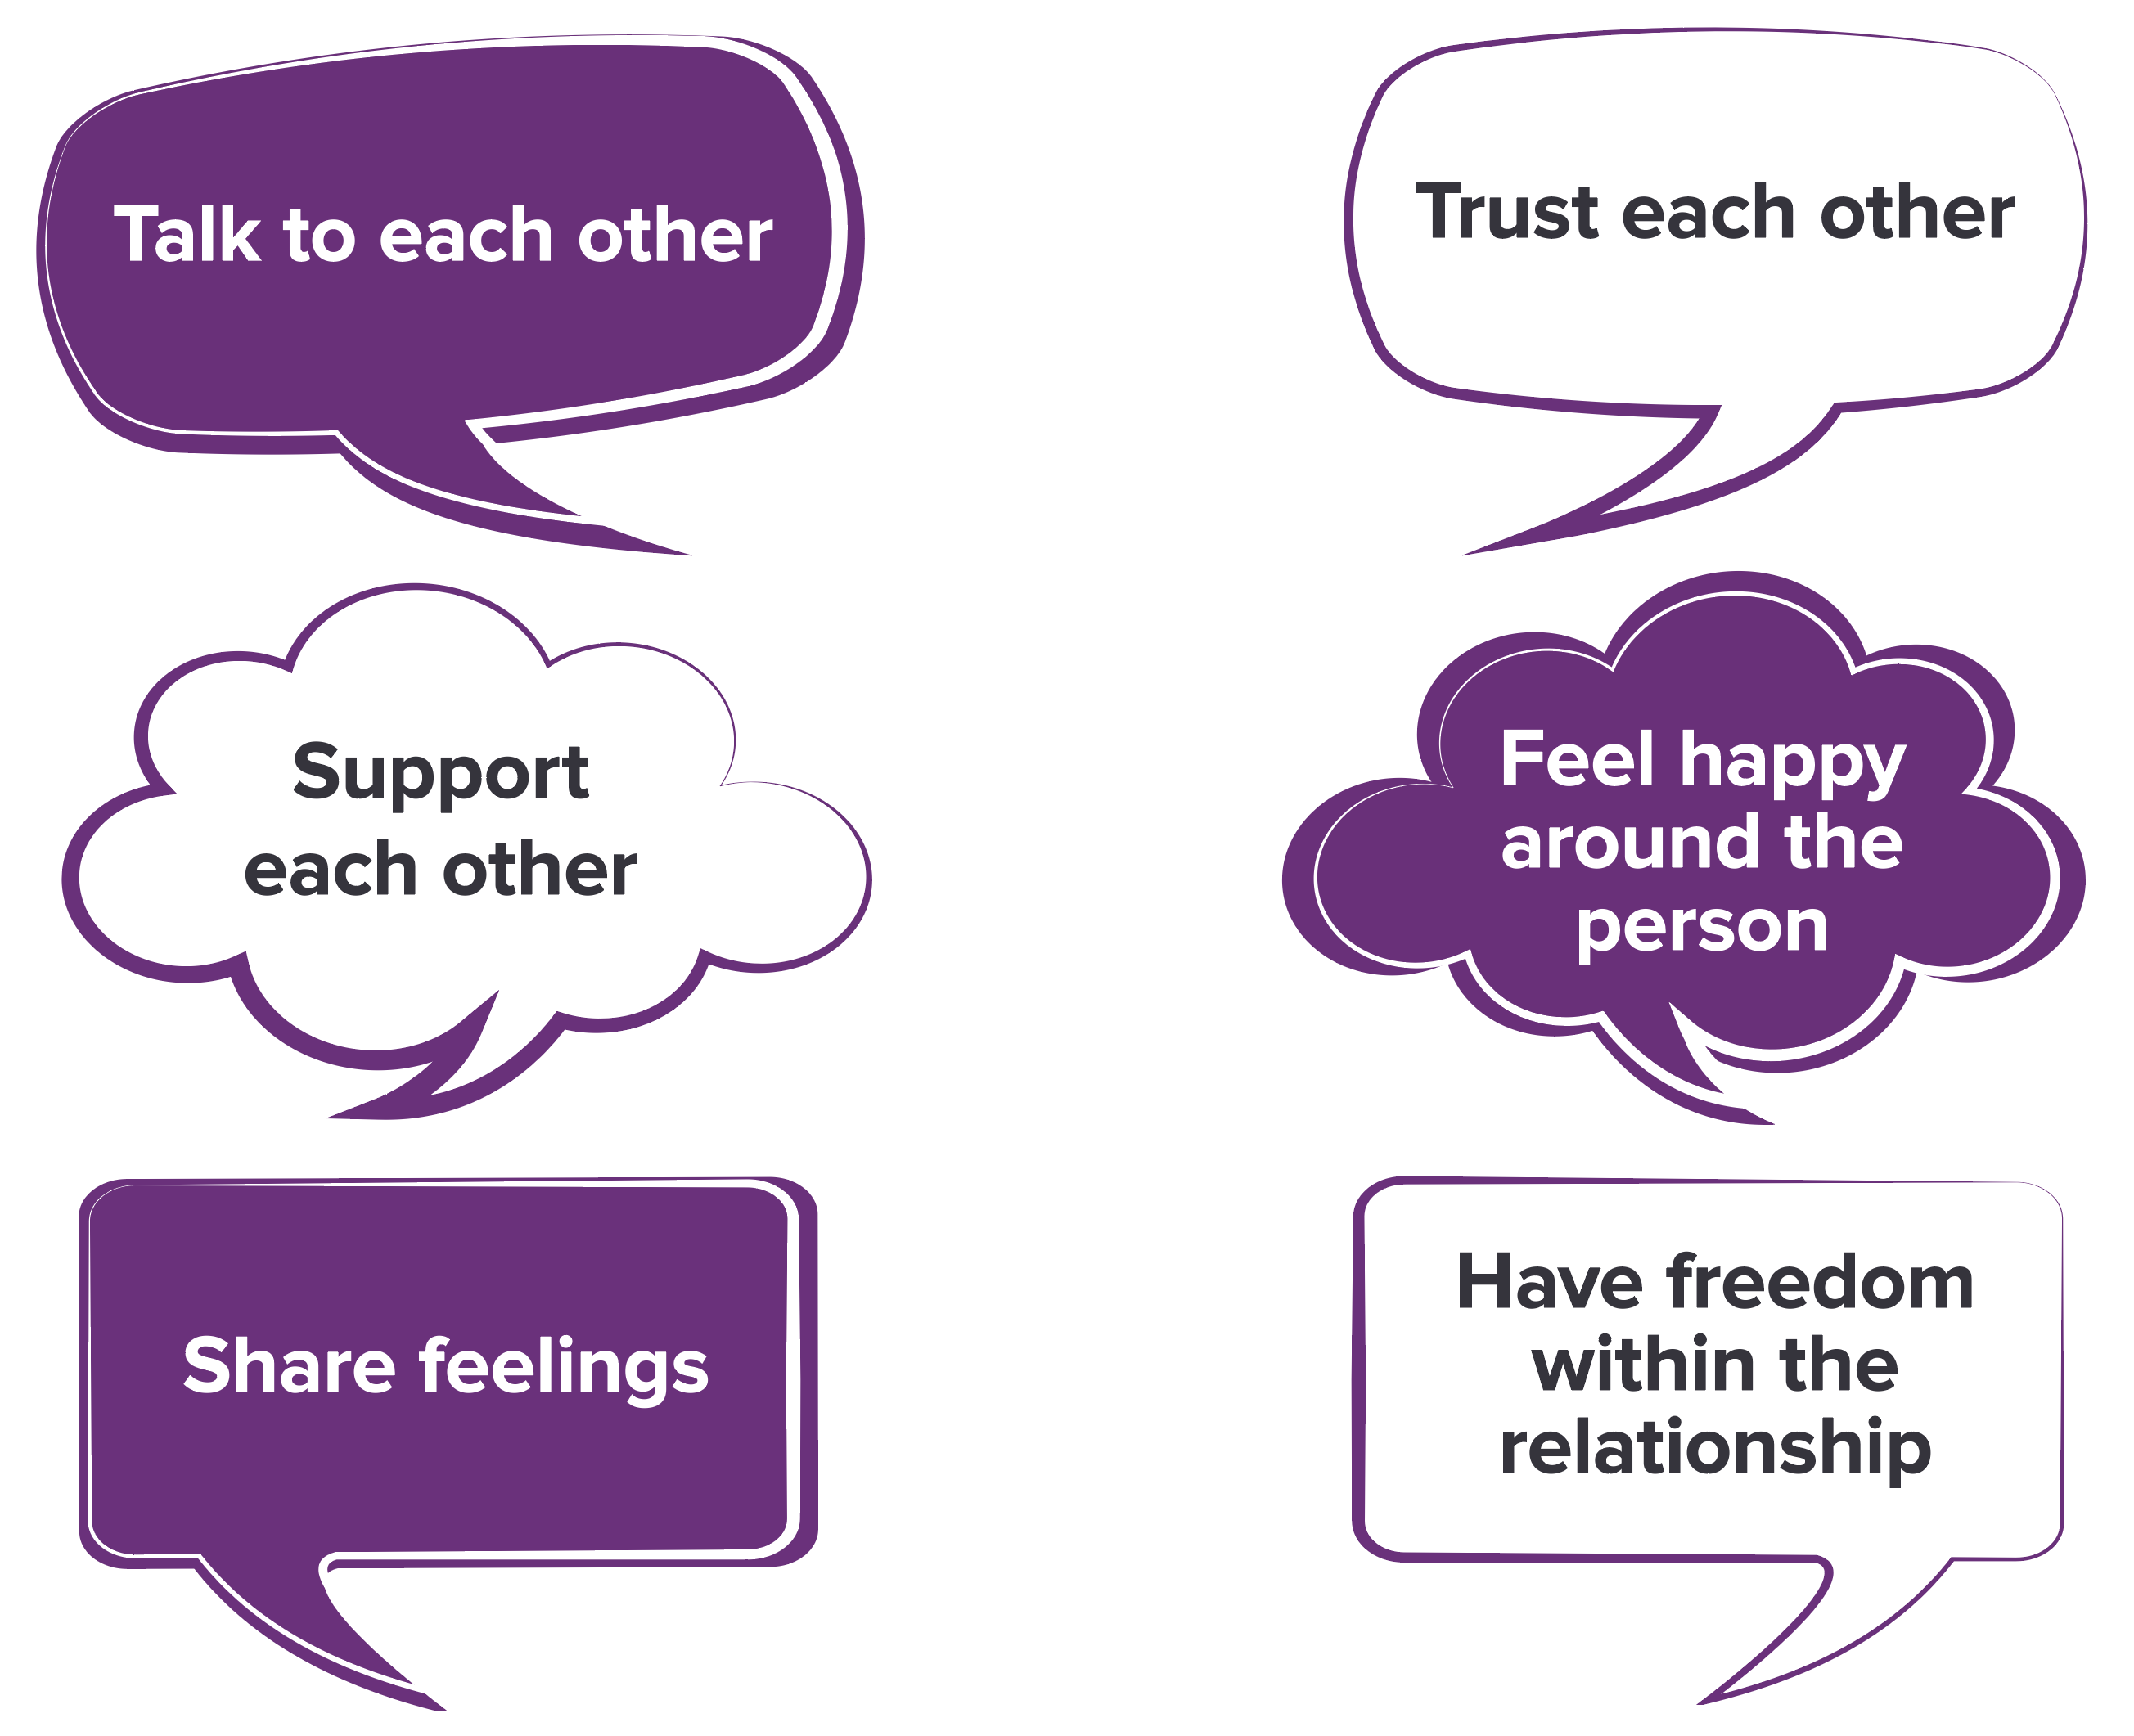 Talk to each other
Trust each other
Support
each other
Feel happy
around the
person
Share feelings
Have freedom
within the
relationship